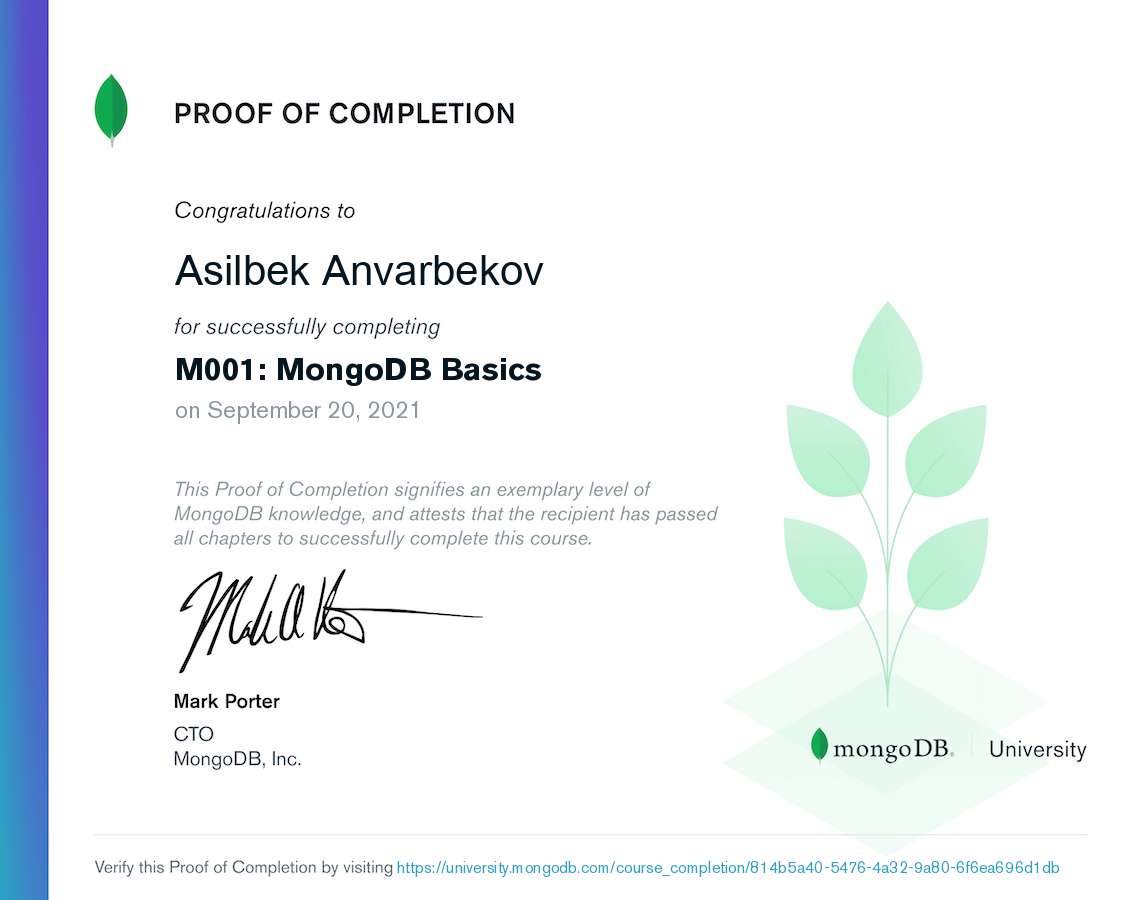 PROOF OF COMPLETION
Congratulations to
Asilbek Anvarbekov
for successfully completing
M001: MongoDB Basics
on September 20, 2021
This Proof of Completion signifies an exemplary level of
MongoDB knowledge, and attests that the recipient has passed
all chapters to successfully complete this course.
Mark Porter
CTO
MongoDB, Inc.
mongoDB® University
Verify this Proof of Completion by visiting https://university.mongodb.com/course_completion/814b5a40-5476-4a32-9a80-6f6ea696d1db